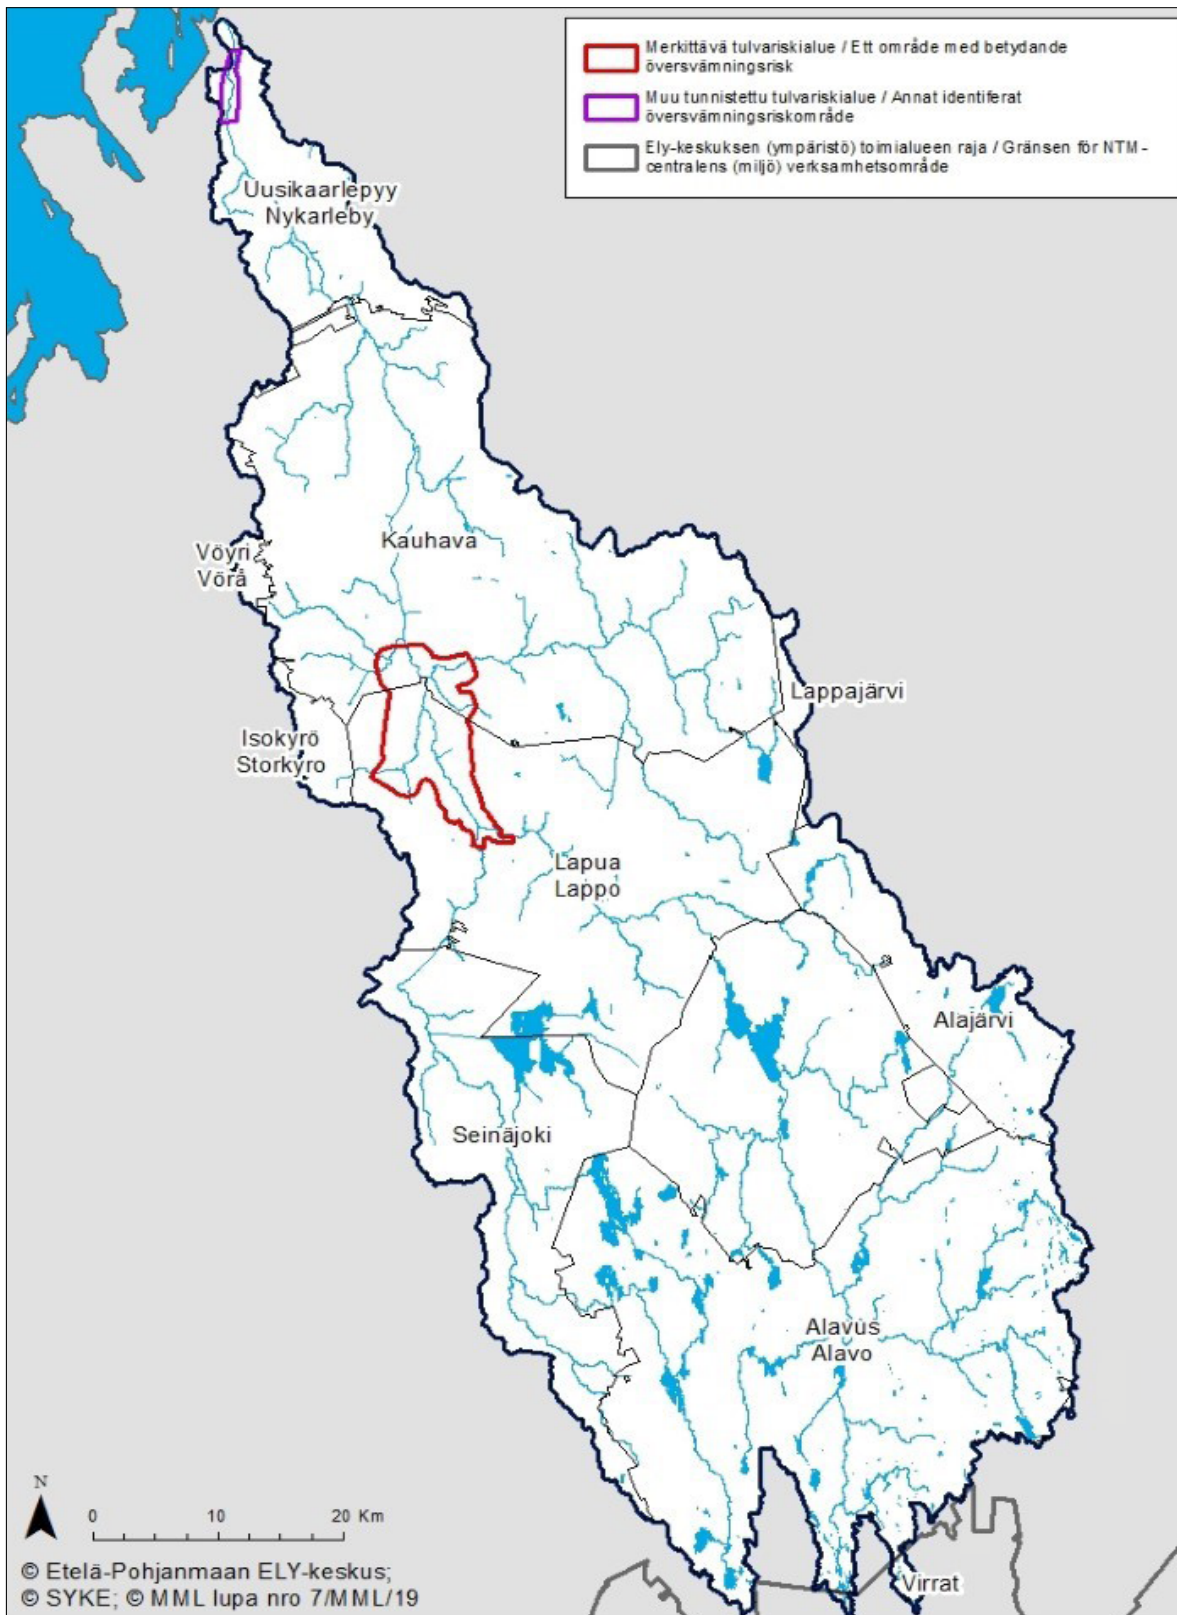 Merkittävä tulvariskialue / Ett område med betydande
översvämningsrisk
Muu tunnistettu tulvariskialue / Annat identiferat
översvämningsriskområde
Ely-keskuksen (ympäristö) toimialueen raja / Gränsen för NTM-
centralens (miljö) verksamhetsområde
Uusikaarlepyy
Nykarleby
Kauhava
Vöyri
Vörå
Lappajärvi
Isokyrö
Storkyro
Lapua
Lappo
Alajärvi
Seinäjoki
Alavus
Alavo
Virrat
N
0 10 20 Km
© Etelä-Pohjanmaan ELY-keskus;
© SYKE; © MML lupa nro 7/MML/19